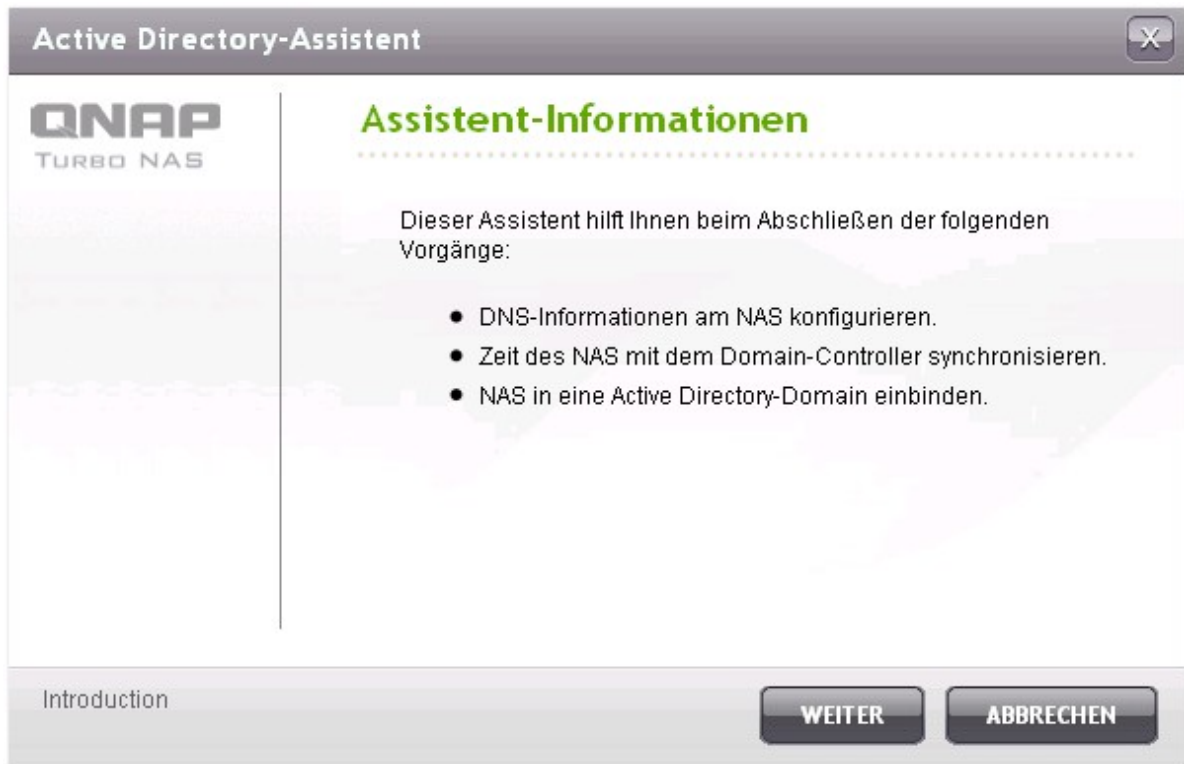 Active Directory-Assistent
X
QNAP
TURBO NAS
Assistent-Informationen
Dieser Assistent hilft Ihnen beim Abschließen der folgenden
Vorgänge:
● DNS-Informationen am NAS konfigurieren.
● Zeit des NAS mit dem Domain-Controller synchronisieren.
● NAS in eine Active Directory-Domain einbinden.
Introduction
WEITER
ABBRECHEN